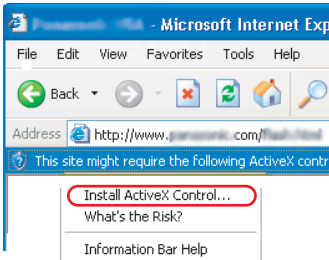 - Microsoft Internet Exp
File Edit View Favorites Tools Help
Back
Address http://www. .com/
This site might require the following ActiveX contr
Install ActiveX Control...
What's the Risk?
Information Bar Help